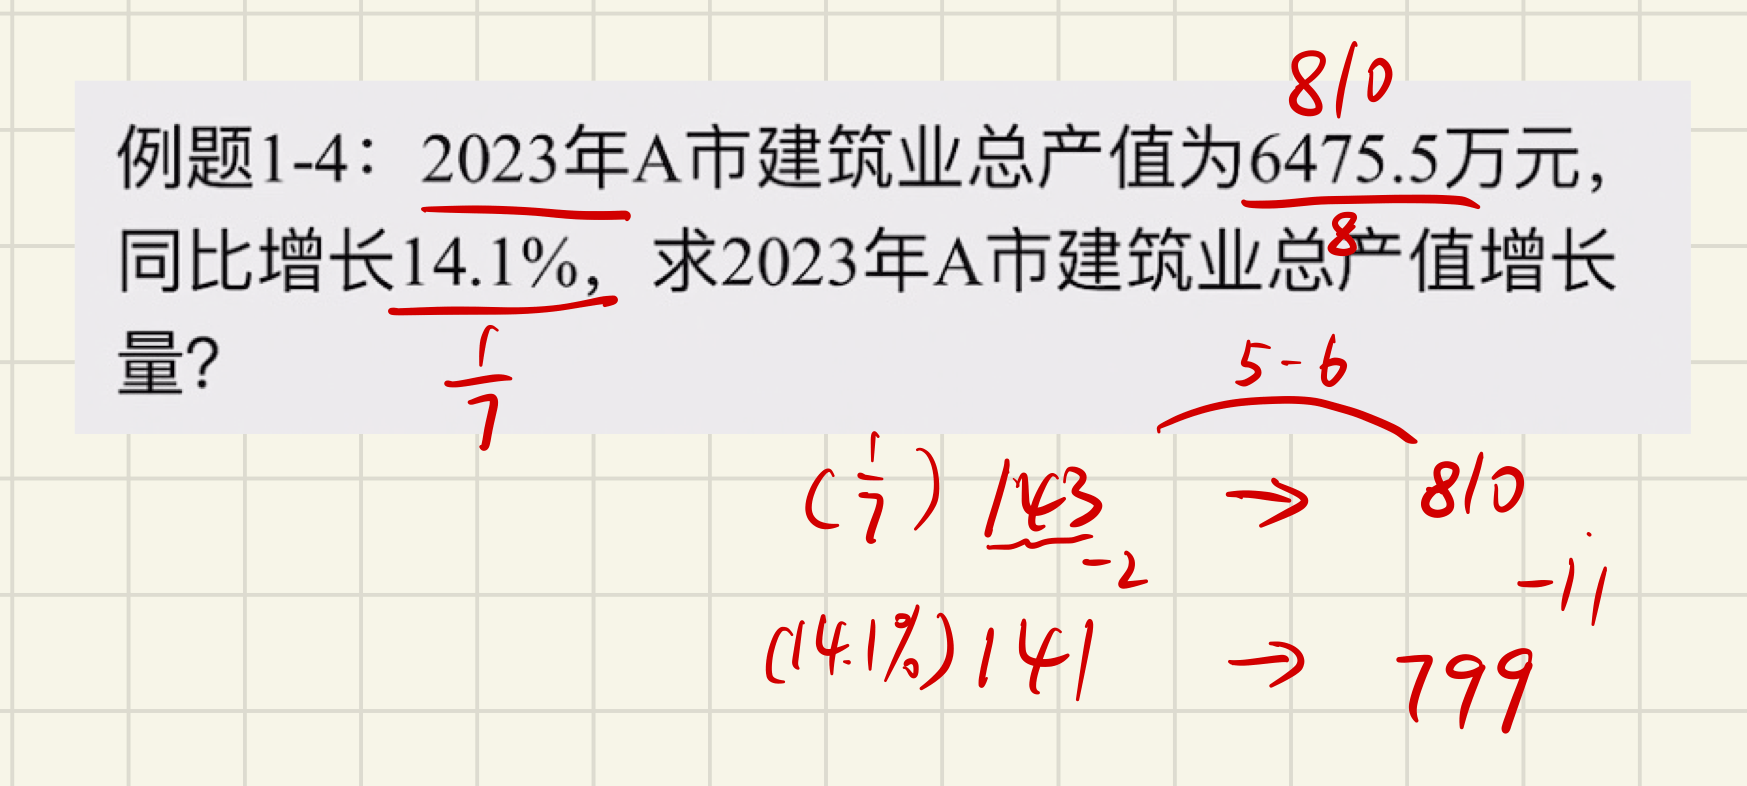 810
例题1-4：2023年A市建筑业总产值为6475.5万元，
8
同比增长14.1%，求2023年A市建筑业总产值增长
量？
1/7
5-6
(1/7) 143 → 810
-2
-11
(14.1%) 141 → 799